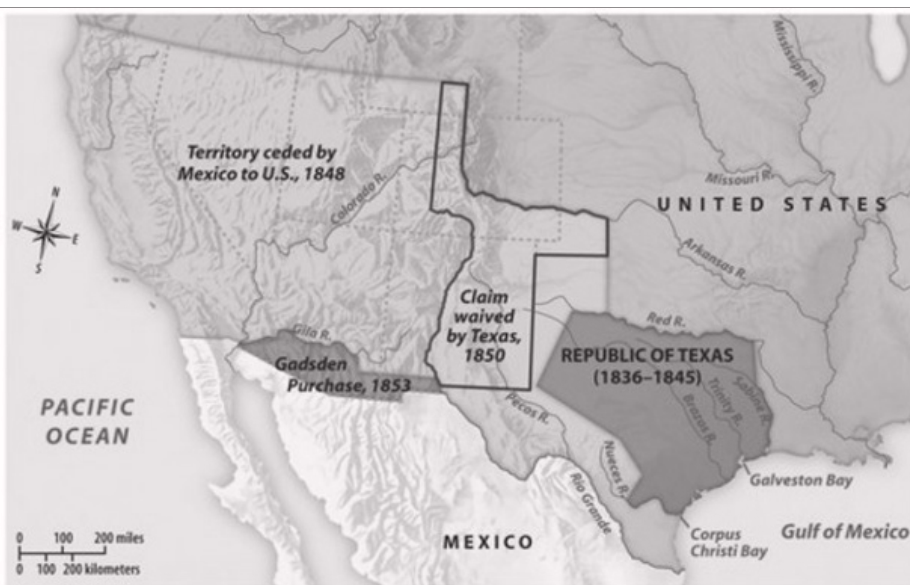 Mississippi R.
Territory ceded by
Mexico to U.S., 1848
Colorado R.
Missouri R.
UNITED STATES
N
W
E
S
Arkansas R.
Claim
waived
by Texas,
1850
Red R.
Gila R.
REPUBLIC OF TEXAS
(1836–1845)
Gadsden
Purchase, 1853
Pecos R.
Sabine R.
Trinity R.
Brazos R.
PACIFIC
OCEAN
Nueces R.
Rio Grande
Galveston Bay
Corpus
Christi Bay
Gulf of Mexico
MEXICO
0 100 200 miles
0 100 200 kilometers